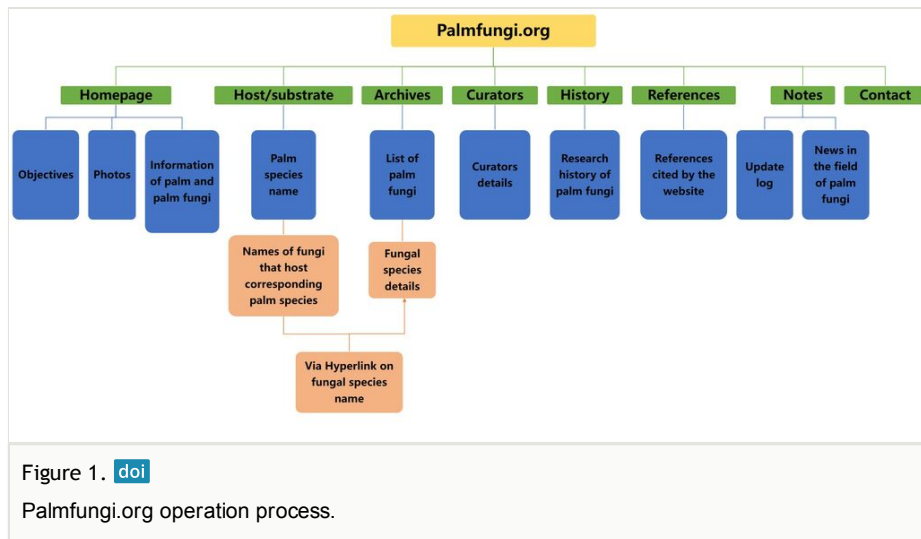 Palmfungi.org
Homepage
Host/substrate
Archives
Curators
History
References
Notes
Contact
Objectives
Photos
Information
of palm and
palm fungi
Palm
species
name
List of
palm
fungi
Curators
details
Research
history of
palm fungi
References
cited by the
website
Update
log
News in
the field
of palm
fungi
Names of fungi
that host
corresponding
palm species
Fungal
species
details
Via Hyperlink on
fungal species
name
Figure 1. doi
Palmfungi.org operation process.